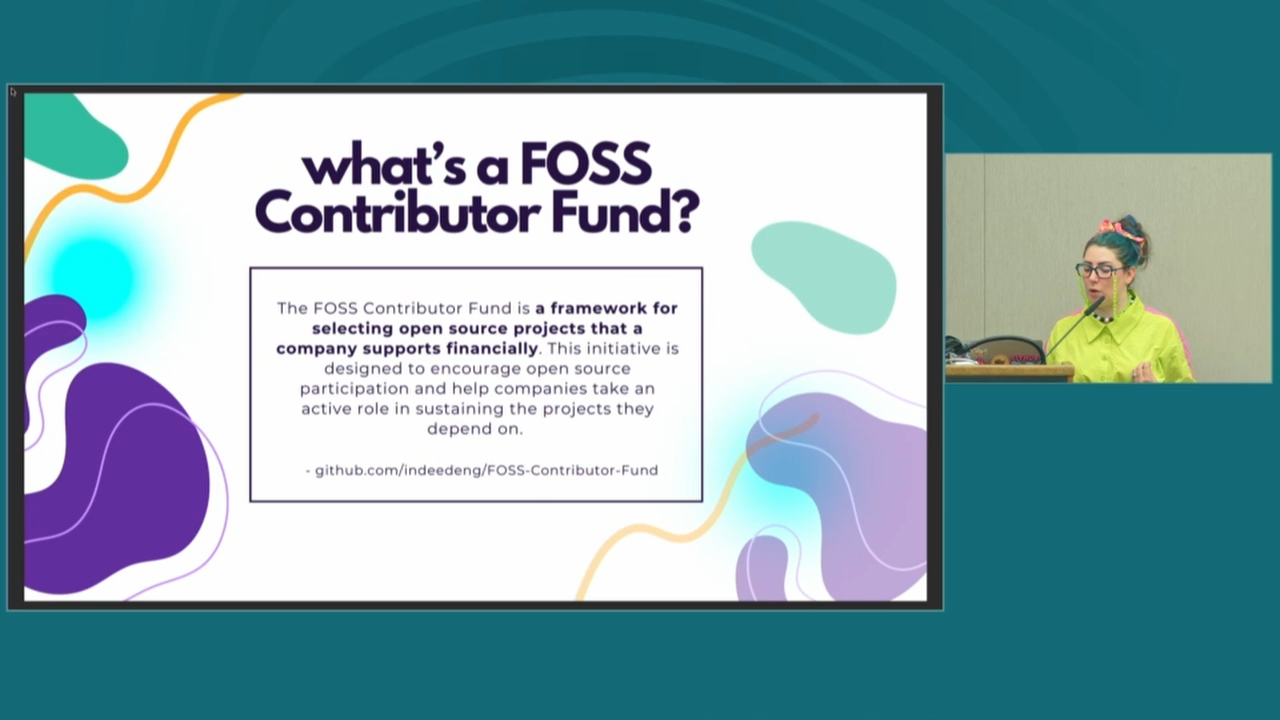 what's a FOSS
Contributor Fund?
The FOSS Contributor Fund is a framework for
selecting open source projects that a
company supports financially. This initiative is
designed to encourage open source
participation and help companies take an
active role in sustaining the projects they
depend on.
- github.com/indeedeng/FOSS-Contributor-Fund